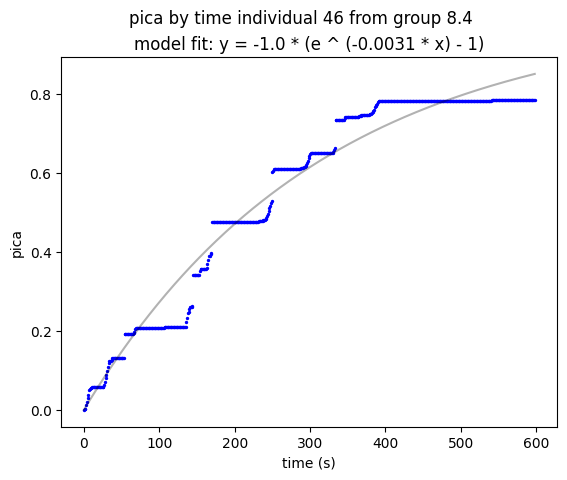 pica by time individual 46 from group 8.4
model fit: y = -1.0 * (e ^ (-0.0031 * x) - 1)
pica
0.8
0.6
0.4
0.2
0.0
0 100 200 300 400 500 600
time (s)